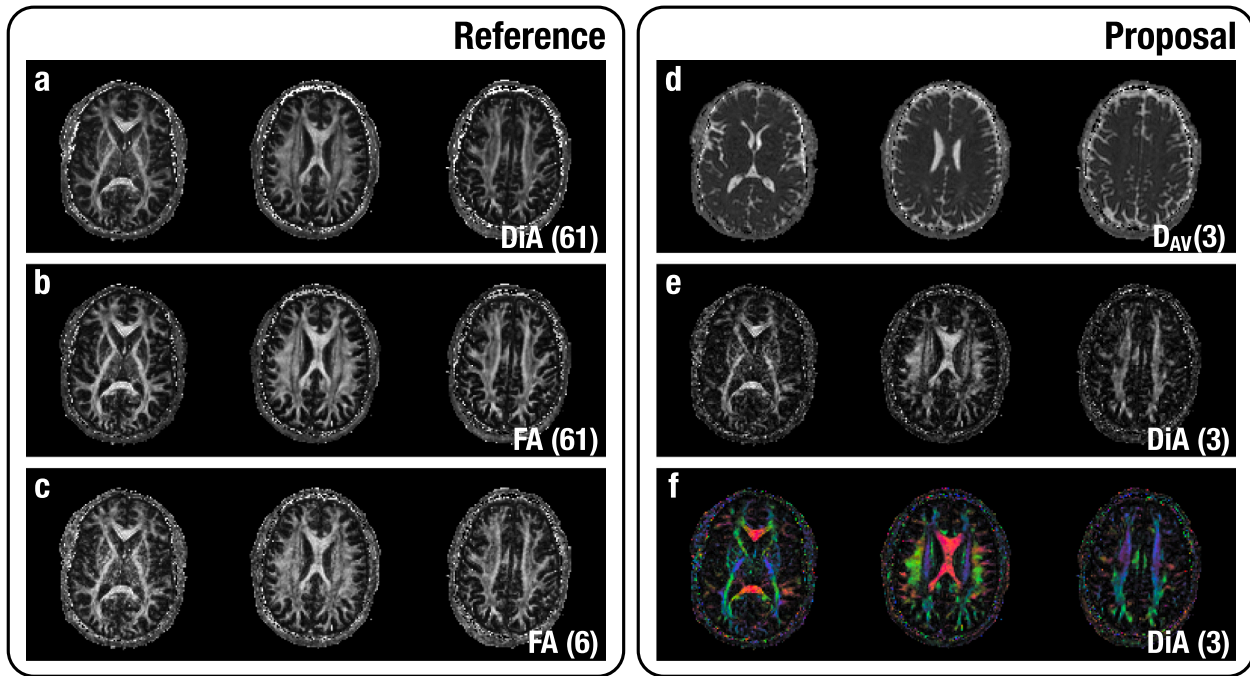 Reference
a
DiA (61)
b
FA (61)
c
FA (6)
Proposal
d
DAV(3)
e
DiA (3)
f
DiA (3)